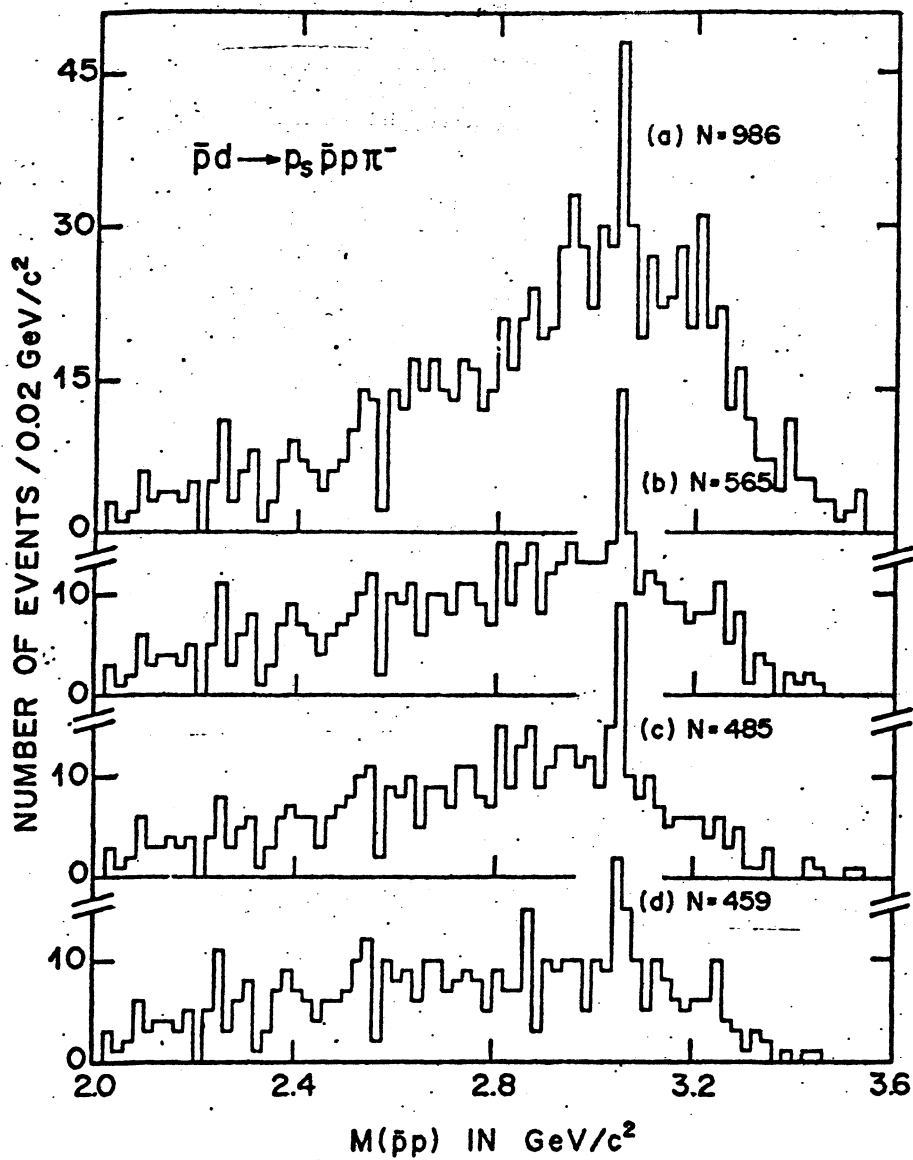 45
(a) N=986
p̄d→pₛ p̄pπ⁻
30
15
(b) N=565
0
10
0
(c) N=485
10
0
(d) N=459
10
0
2.0 2.4 2.8 3.2 3.6
M(p̄p) IN GeV/c²
NUMBER OF EVENTS /0.02 GeV/c²